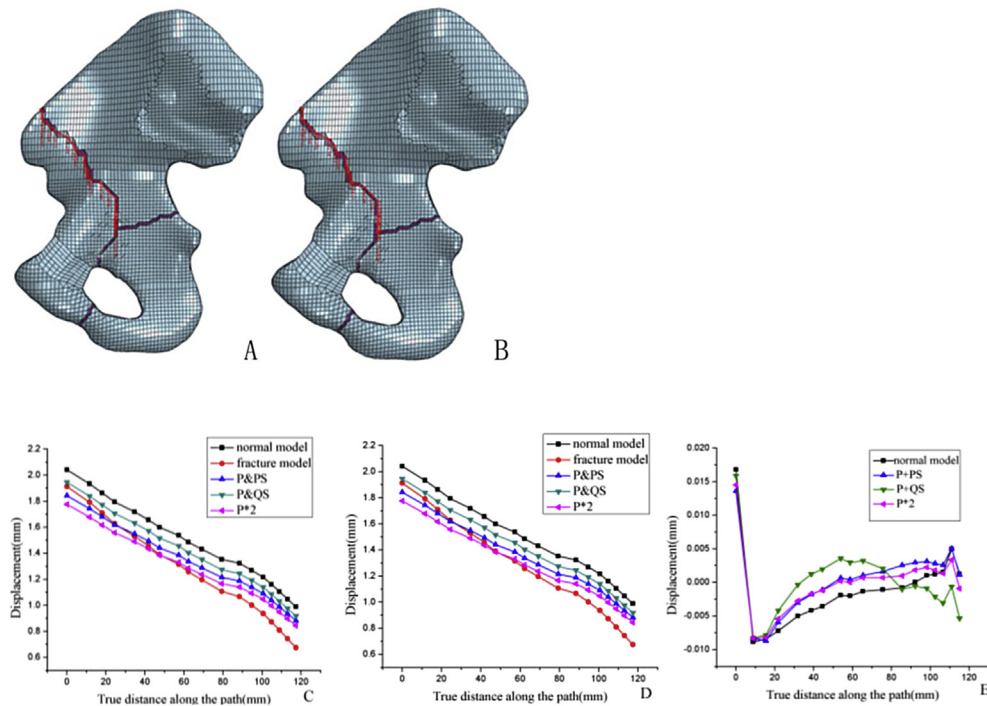 A
B
2.2
2.0
1.8
1.6
1.4
1.2
1.0
0.8
0.6
Displacement(mm)
0 20 40 60 80 100 120
True distance along the path(mm)
normal model
fracture model
P&PS
P&QS
P*2
C
2.2
2.0
1.8
1.6
1.4
1.2
1.0
0.8
0.6
Displacement(mm)
0 20 40 60 80 100 120
True distance along the path(mm)
normal model
fracture model
P&PS
P&QS
P*2
D
0.020
0.015
0.010
0.005
0.000
-0.005
-0.010
Displacement(mm)
0 20 40 60 80 100 120
True distance along the path(mm)
normal model
P+PS
P+QS
P*2
E